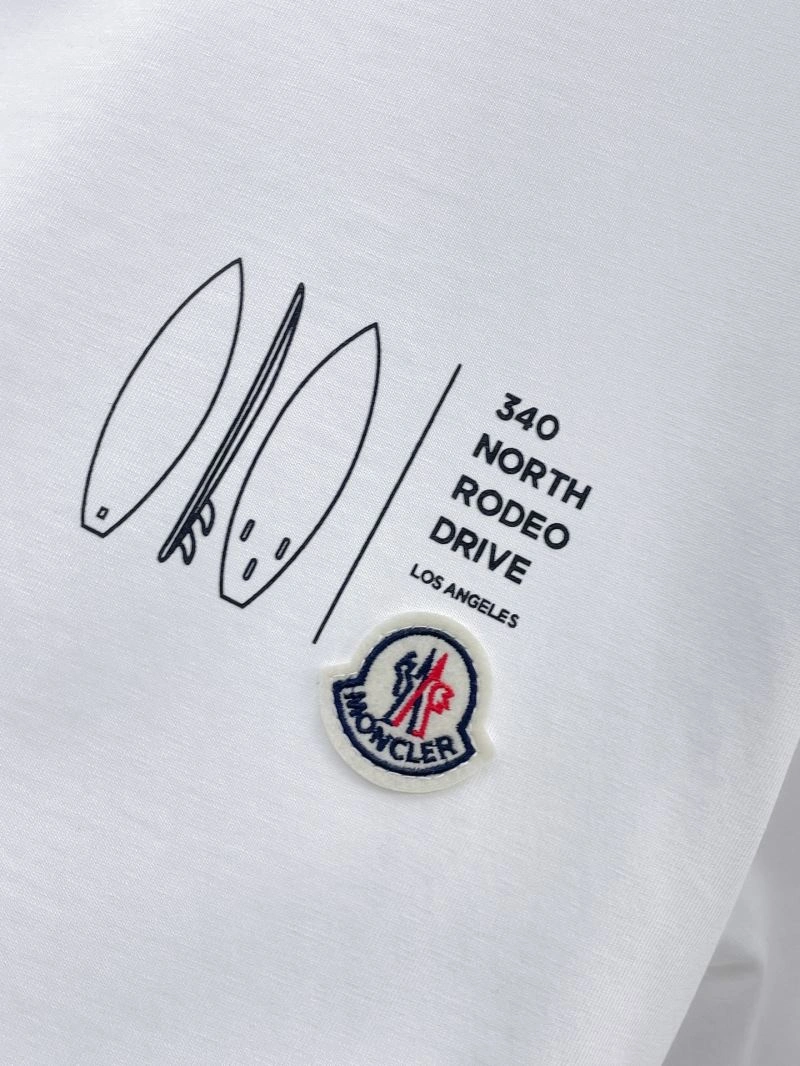 340
NORTH
RODEO
DRIVE
LOS ANGELES
MONCLER